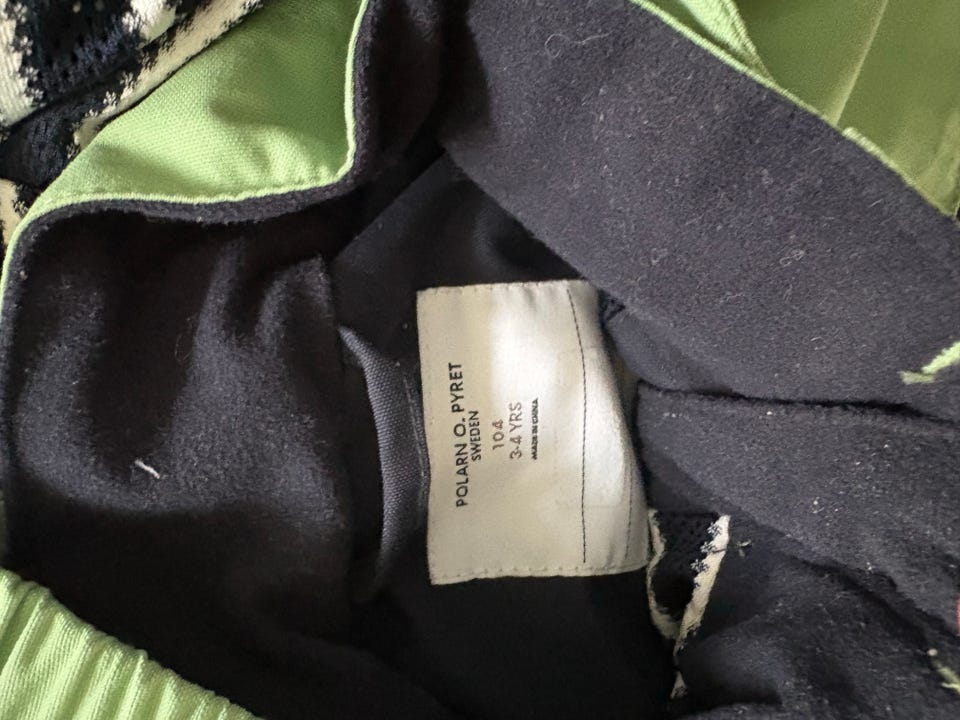 POLARN O. PYRET
SWEDEN
104
3-4 YRS
MADE IN CHINA